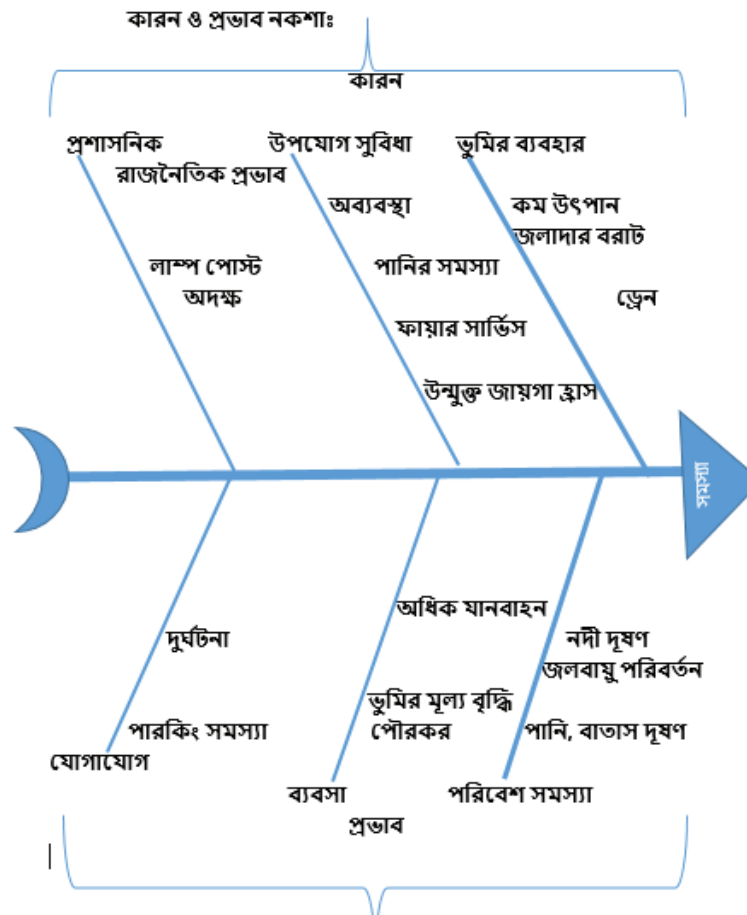 কারন ও প্রভাব নকশাঃ
কারন
প্রশাসনিক
রাজনৈতিক প্রভাব
লাম্প পোস্ট
অদক্ষ
উপযোগ সুবিধা
অব্যবস্থা
পানির সমস্যা
ফায়ার সার্ভিস
উন্মুক্ত জায়গা হ্রাস
ভুমির ব্যবহার
কম উৎপান
জলাদার বরাট
ড্রেন
সমস্যা
দুর্ঘটনা
পারকিং সমস্যা
যোগাযোগ
অধিক যানবাহন
ভুমির মূল্য বৃদ্ধি
পৌরকর
ব্যবসা
নদী দূষণ
জলবায়ু পরিবর্তন
পানি, বাতাস দূষণ
পরিবেশ সমস্যা
প্রভাব